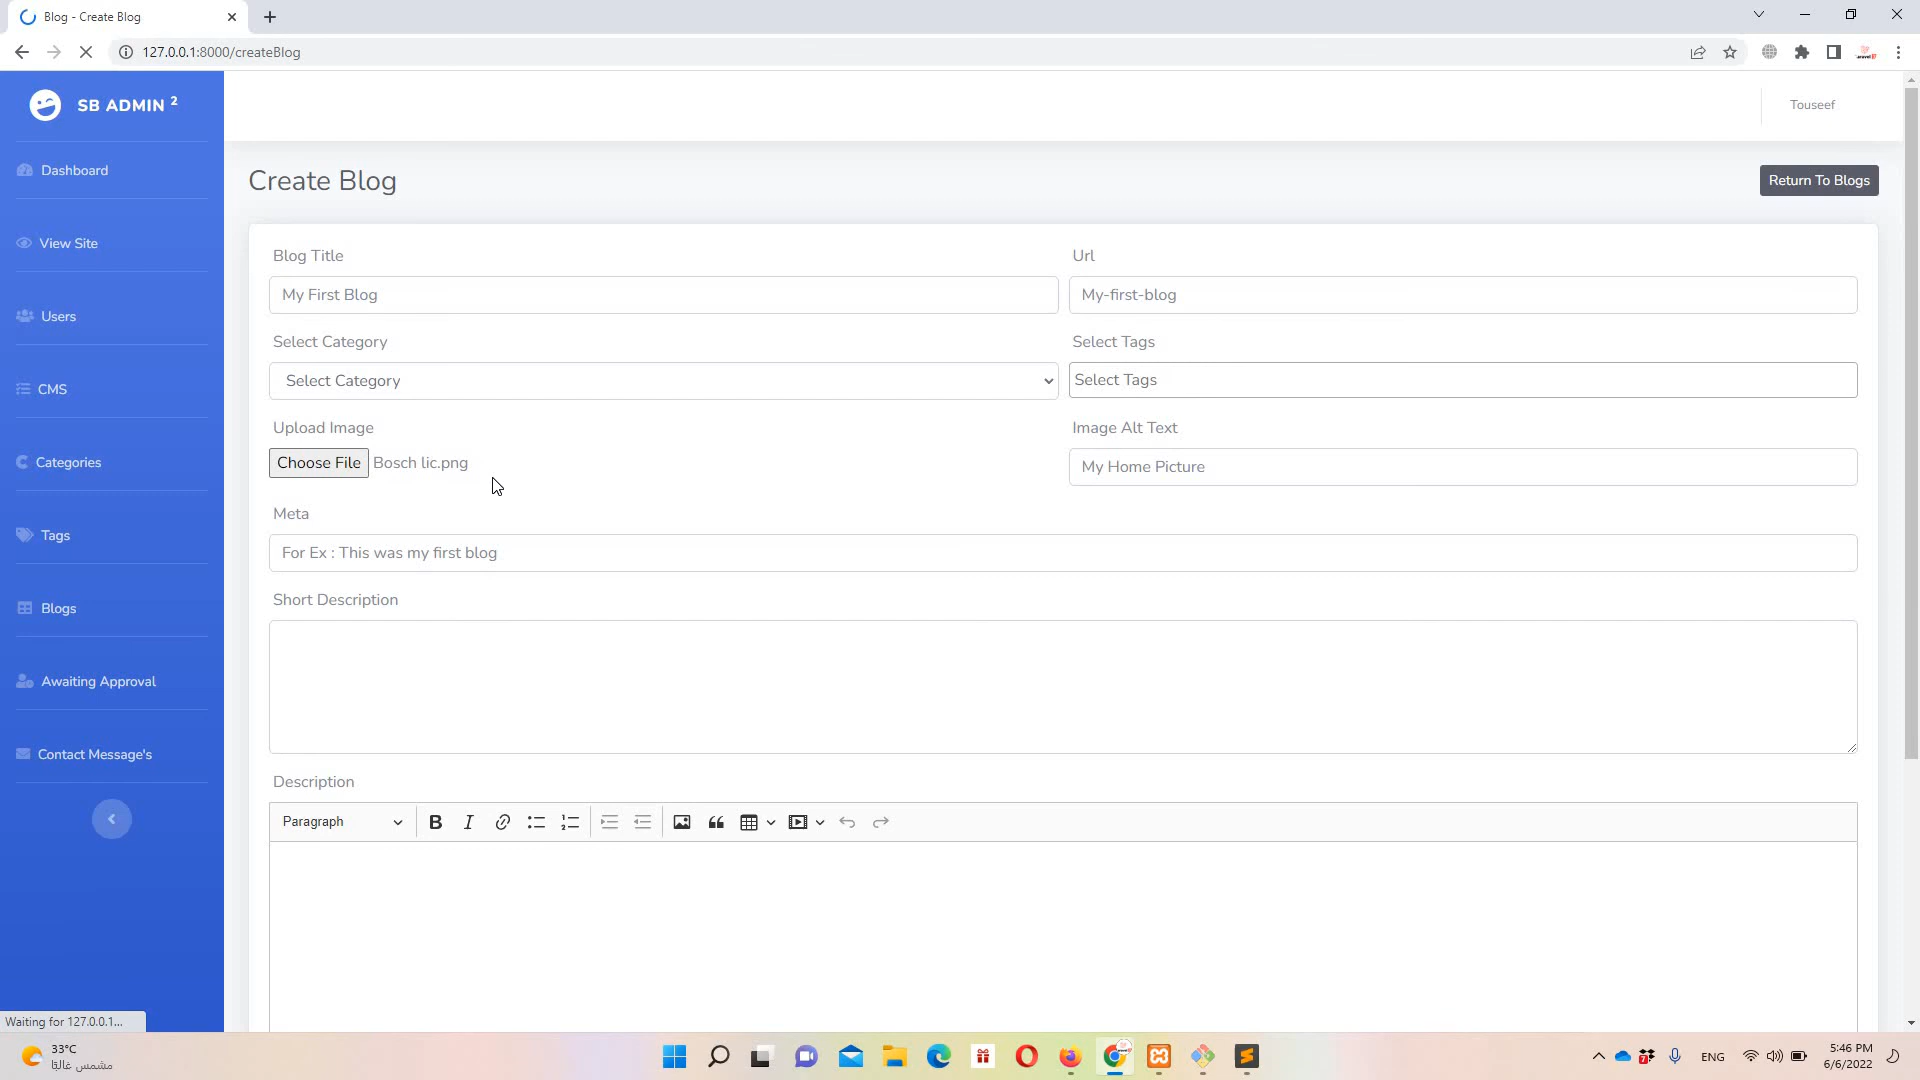 Blog - Create Blog
127.0.0.1:8000/createBlog
SB ADMIN 2
Touseef
Dashboard
View Site
Users
CMS
Categories
Tags
Blogs
Awaiting Approval
Contact Message's
Create Blog
Return To Blogs
Blog Title
Url
My First Blog
My-first-blog
Select Category
Select Tags
Select Category
Select Tags
Upload Image
Image Alt Text
Choose File Bosch lic.png
My Home Picture
Meta
For Ex : This was my first blog
Short Description
Description
Paragraph
Waiting for 127.0.0.1...
33°C
مشمس غالبًا
ENG
5:46 PM
6/6/2022